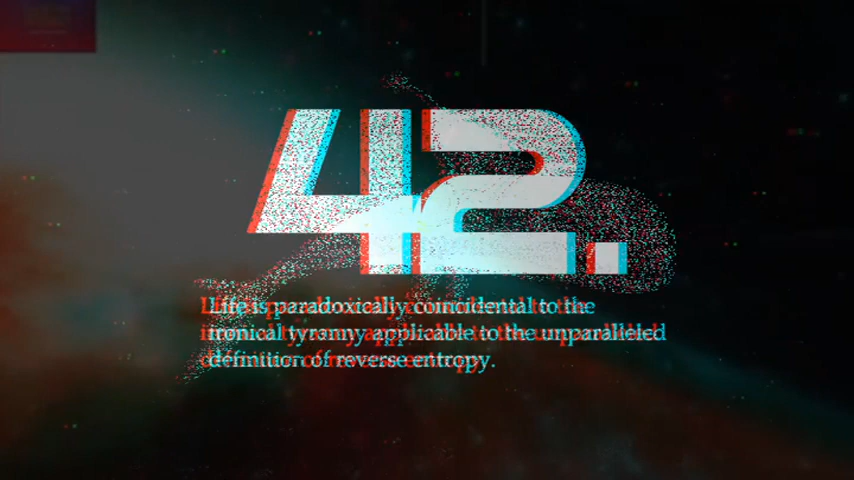 42.
Life is paradoxically coincidental to the
ironical tyranny applicable to the unparalleled
definition of reverse entropy.